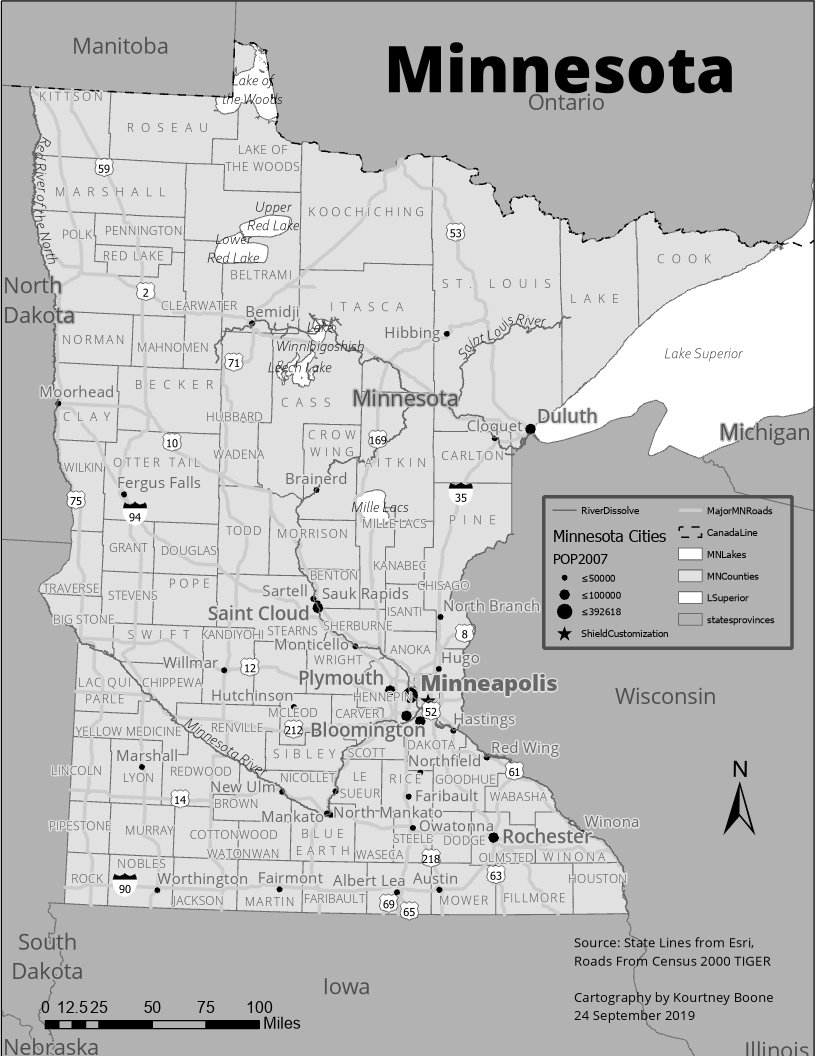 Manitoba
Minnesota
Ontario
Lake of
the Woods
KITTSON
ROSEAU
LAKE OF
THE WOODS
59
MARSHALL
Red River of the North
Upper
Red Lake
KOOCHICHING
POLK
PENNINGTON
53
Lower
Red Lake
RED LAKE
COOK
BELTRAMI
ST. LOUIS
North
Dakota
2
LAKE
CLEARWATER
ITASCA
Bemidji
Lake
Winnibigoshish
Hibbing
Saint Louis River
NORMAN
MAHNOMEN
71
Leech Lake
Lake Superior
BECKER
Moorhead
CASS
Minnesota
CLAY
HUBBARD
Duluth
Cloquet
Michigan
10
CROW
WING
169
WADENA
CARLTON
OTTER TAIL
AITKIN
WILKIN
Fergus Falls
Brainerd
75
94
35
Mille Lacs
MILLE LACS
PINE
TODD
MORRISON
GRANT
DOUGLAS
KANABEC
BENTON
TRAVERSE
STEVENS
POPE
CHISAGO
Sartell
Sauk Rapids
Saint Cloud
ISANTI
North Branch
BIG STONE
SWIFT
KANDIYOHI
STEARNS
SHERBURNE
8
Monticello
ANOKA
WRIGHT
Hugo
Willmar
12
LAC QUI
PARLE
CHIPPEWA
Plymouth
Minneapolis
Hutchinson
HENNEPIN
MCLEOD
CARVER
52
YELLOW MEDICINE
RENVILLE
212
Bloomington
Hastings
Minnesota River
DAKOTA
Marshall
SIBLEY
SCOTT
Northfield
Red Wing
LINCOLN
LYON
REDWOOD
NICOLLET
LE
SUEUR
RICE
GOODHUE
61
New Ulm
Faribault
WABASHA
14
BROWN
Mankato
North Mankato
PIPESTONE
MURRAY
COTTONWOOD
BLUE
EARTH
Owatonna
Rochester
Winona
STEELE
DODGE
WATONWAN
WASECA
218
OLMSTED
WINONA
NOBLES
ROCK
90
Worthington
Fairmont
Albert Lea
Austin
63
HOUSTON
JACKSON
MARTIN
FARIBAULT
69
65
MOWER
FILLMORE
RiverDissolve
Minnesota Cities
POP2007
≤50000
≤100000
≤392618
ShieldCustomization
MajorMNRoads
CanadaLine
MNLakes
MNCounties
LSuperior
statesprovinces
Wisconsin
N
South
Dakota
Iowa
Source: State Lines from Esri,
Roads From Census 2000 TIGER
Cartography by Kourtney Boone
24 September 2019
0 12.5 25 50 75 100
Miles
Nebraska
Illinois